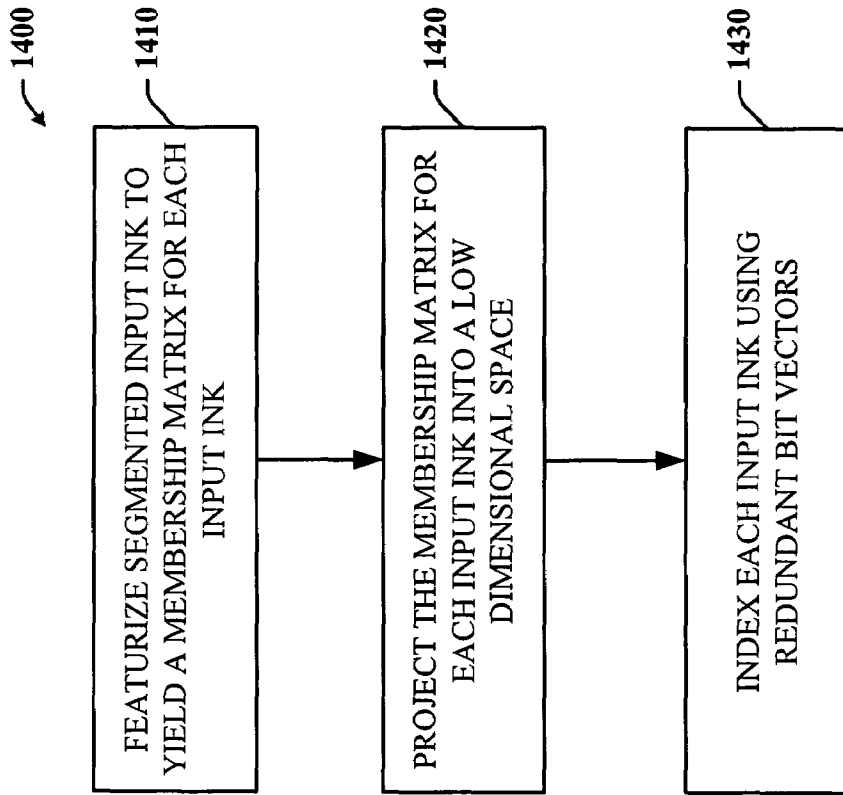 1400
1410
FEATURIZE SEGMENTED INPUT INK TO
YIELD A MEMBERSHIP MATRIX FOR EACH
INPUT INK
1420
PROJECT THE MEMBERSHIP MATRIX FOR
EACH INPUT INK INTO A LOW
DIMENSIONAL SPACE
1430
INDEX EACH INPUT INK USING
REDUNDANT BIT VECTORS